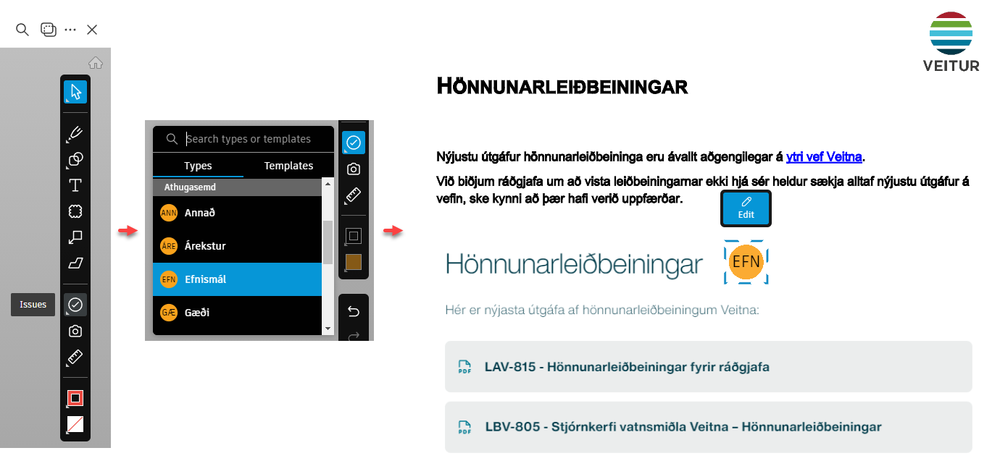 VEITUR
HÖNNUNARLEIÐBEININGAR
Nýjustu útgáfur hönnunarleiðbeininga eru ávallt aðgengilegar á ytri vef Veitna.
Við biðjum ráðgjafa um að vista leiðbeiningarnar ekki hjá sér heldur sækja alltaf nýjustu útgáfur á
vefin, ske kynni að þær hafi verið uppfærðar.
Issues
Search types or templates
Types Templates
Athugasemd
ANN Annað
ÁRE Árekstur
EFN Efnismál
GÆ Gæði
Edit
Hönnunarleiðbeiningar EFN
Hér er nýjasta útgáfa af hönnunarleiðbeiningum Veitna:
PDF LAV-815 - Hönnunarleiðbeiningar fyrir ráðgjafa
PDF LBV-805 - Stjórnkerfi vatnsmiðla Veitna – Hönnunarleiðbeiningar